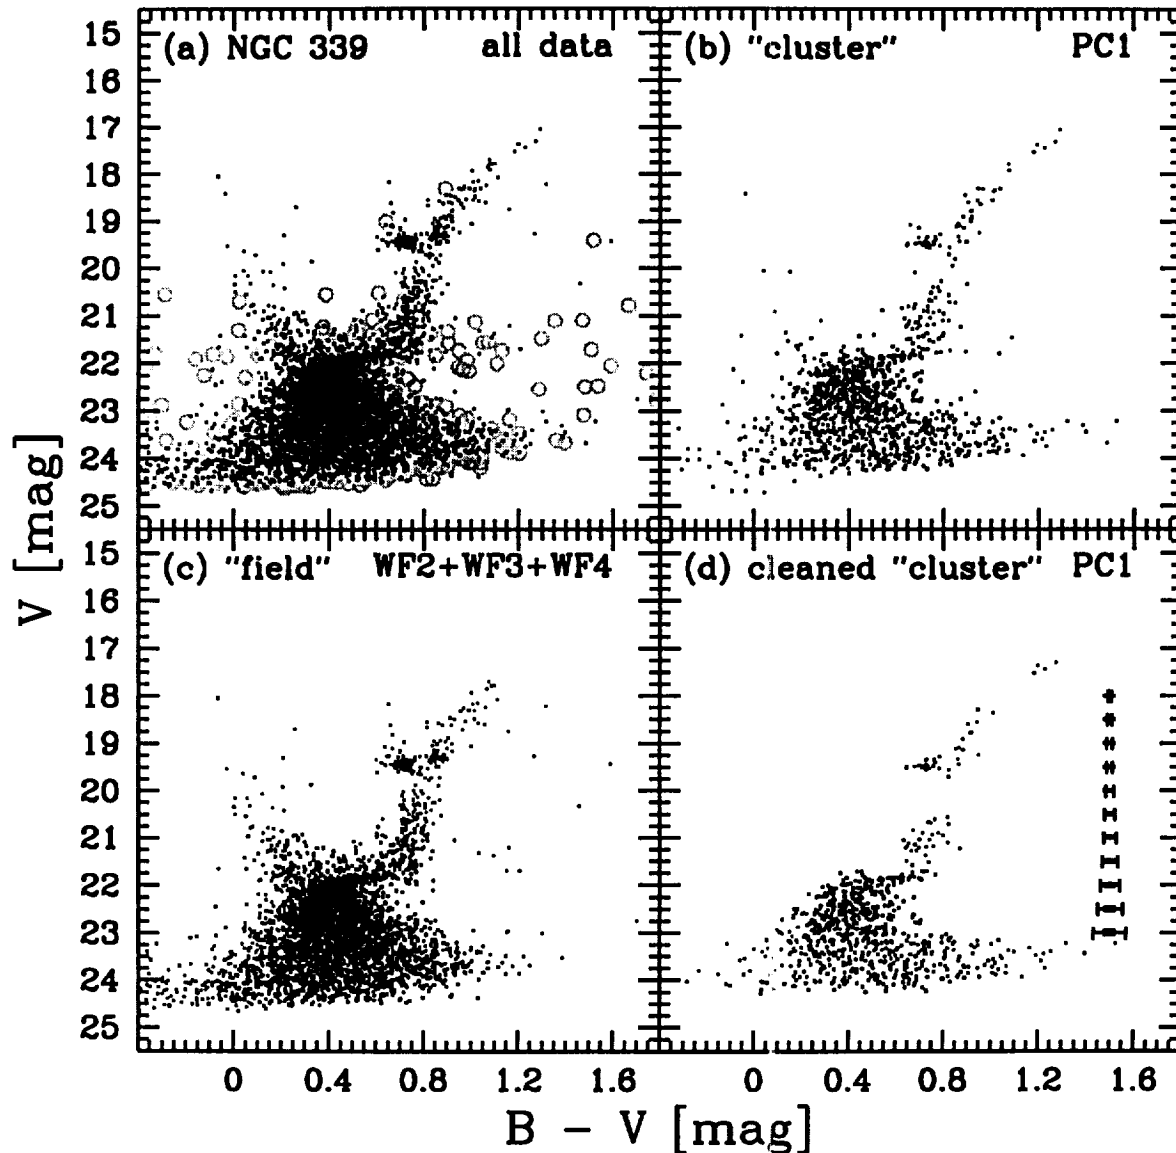 (a) NGC 339 all data
(b) "cluster" PC1
15
16
17
18
19
20
21
22
23
24
25
(c) "field" WF2+WF3+WF4
(d) cleaned "cluster" PC1
15
16
17
18
19
20
21
22
23
24
25
V [mag]
0 0.4 0.8 1.2 1.6
0 0.4 0.8 1.2 1.6
B – V [mag]